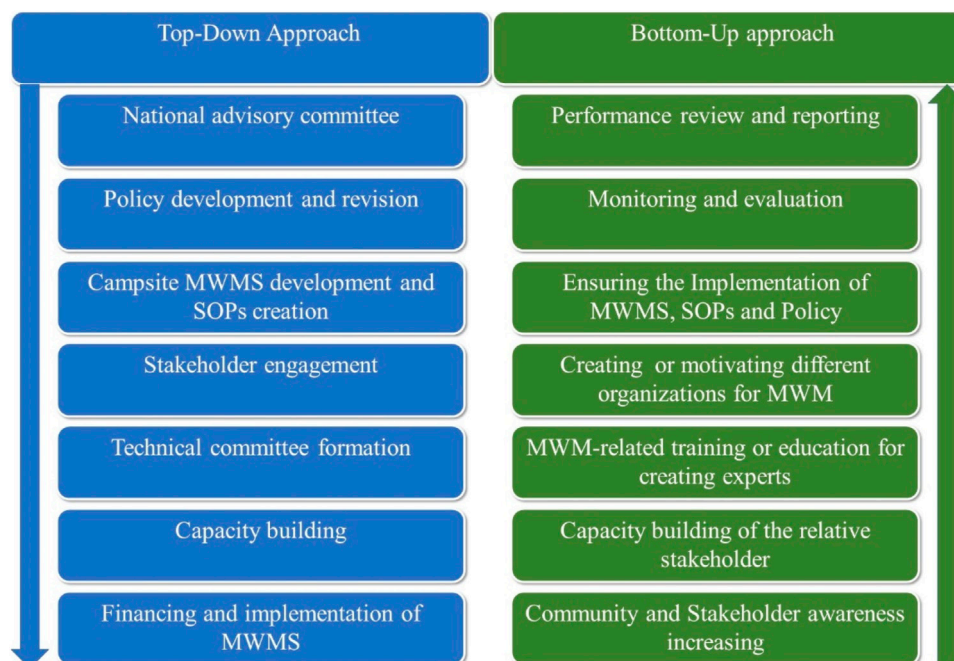 Top-Down Approach
Bottom-Up approach
National advisory committee
Performance review and reporting
Policy development and revision
Monitoring and evaluation
Campsite MWMS development and
SOPs creation
Ensuring the Implementation of
MWMS, SOPs and Policy
Stakeholder engagement
Creating or motivating different
organizations for MWM
Technical committee formation
MWM-related training or education for
creating experts
Capacity building
Capacity building of the relative
stakeholder
Financing and implementation of
MWMS
Community and Stakeholder awareness
increasing